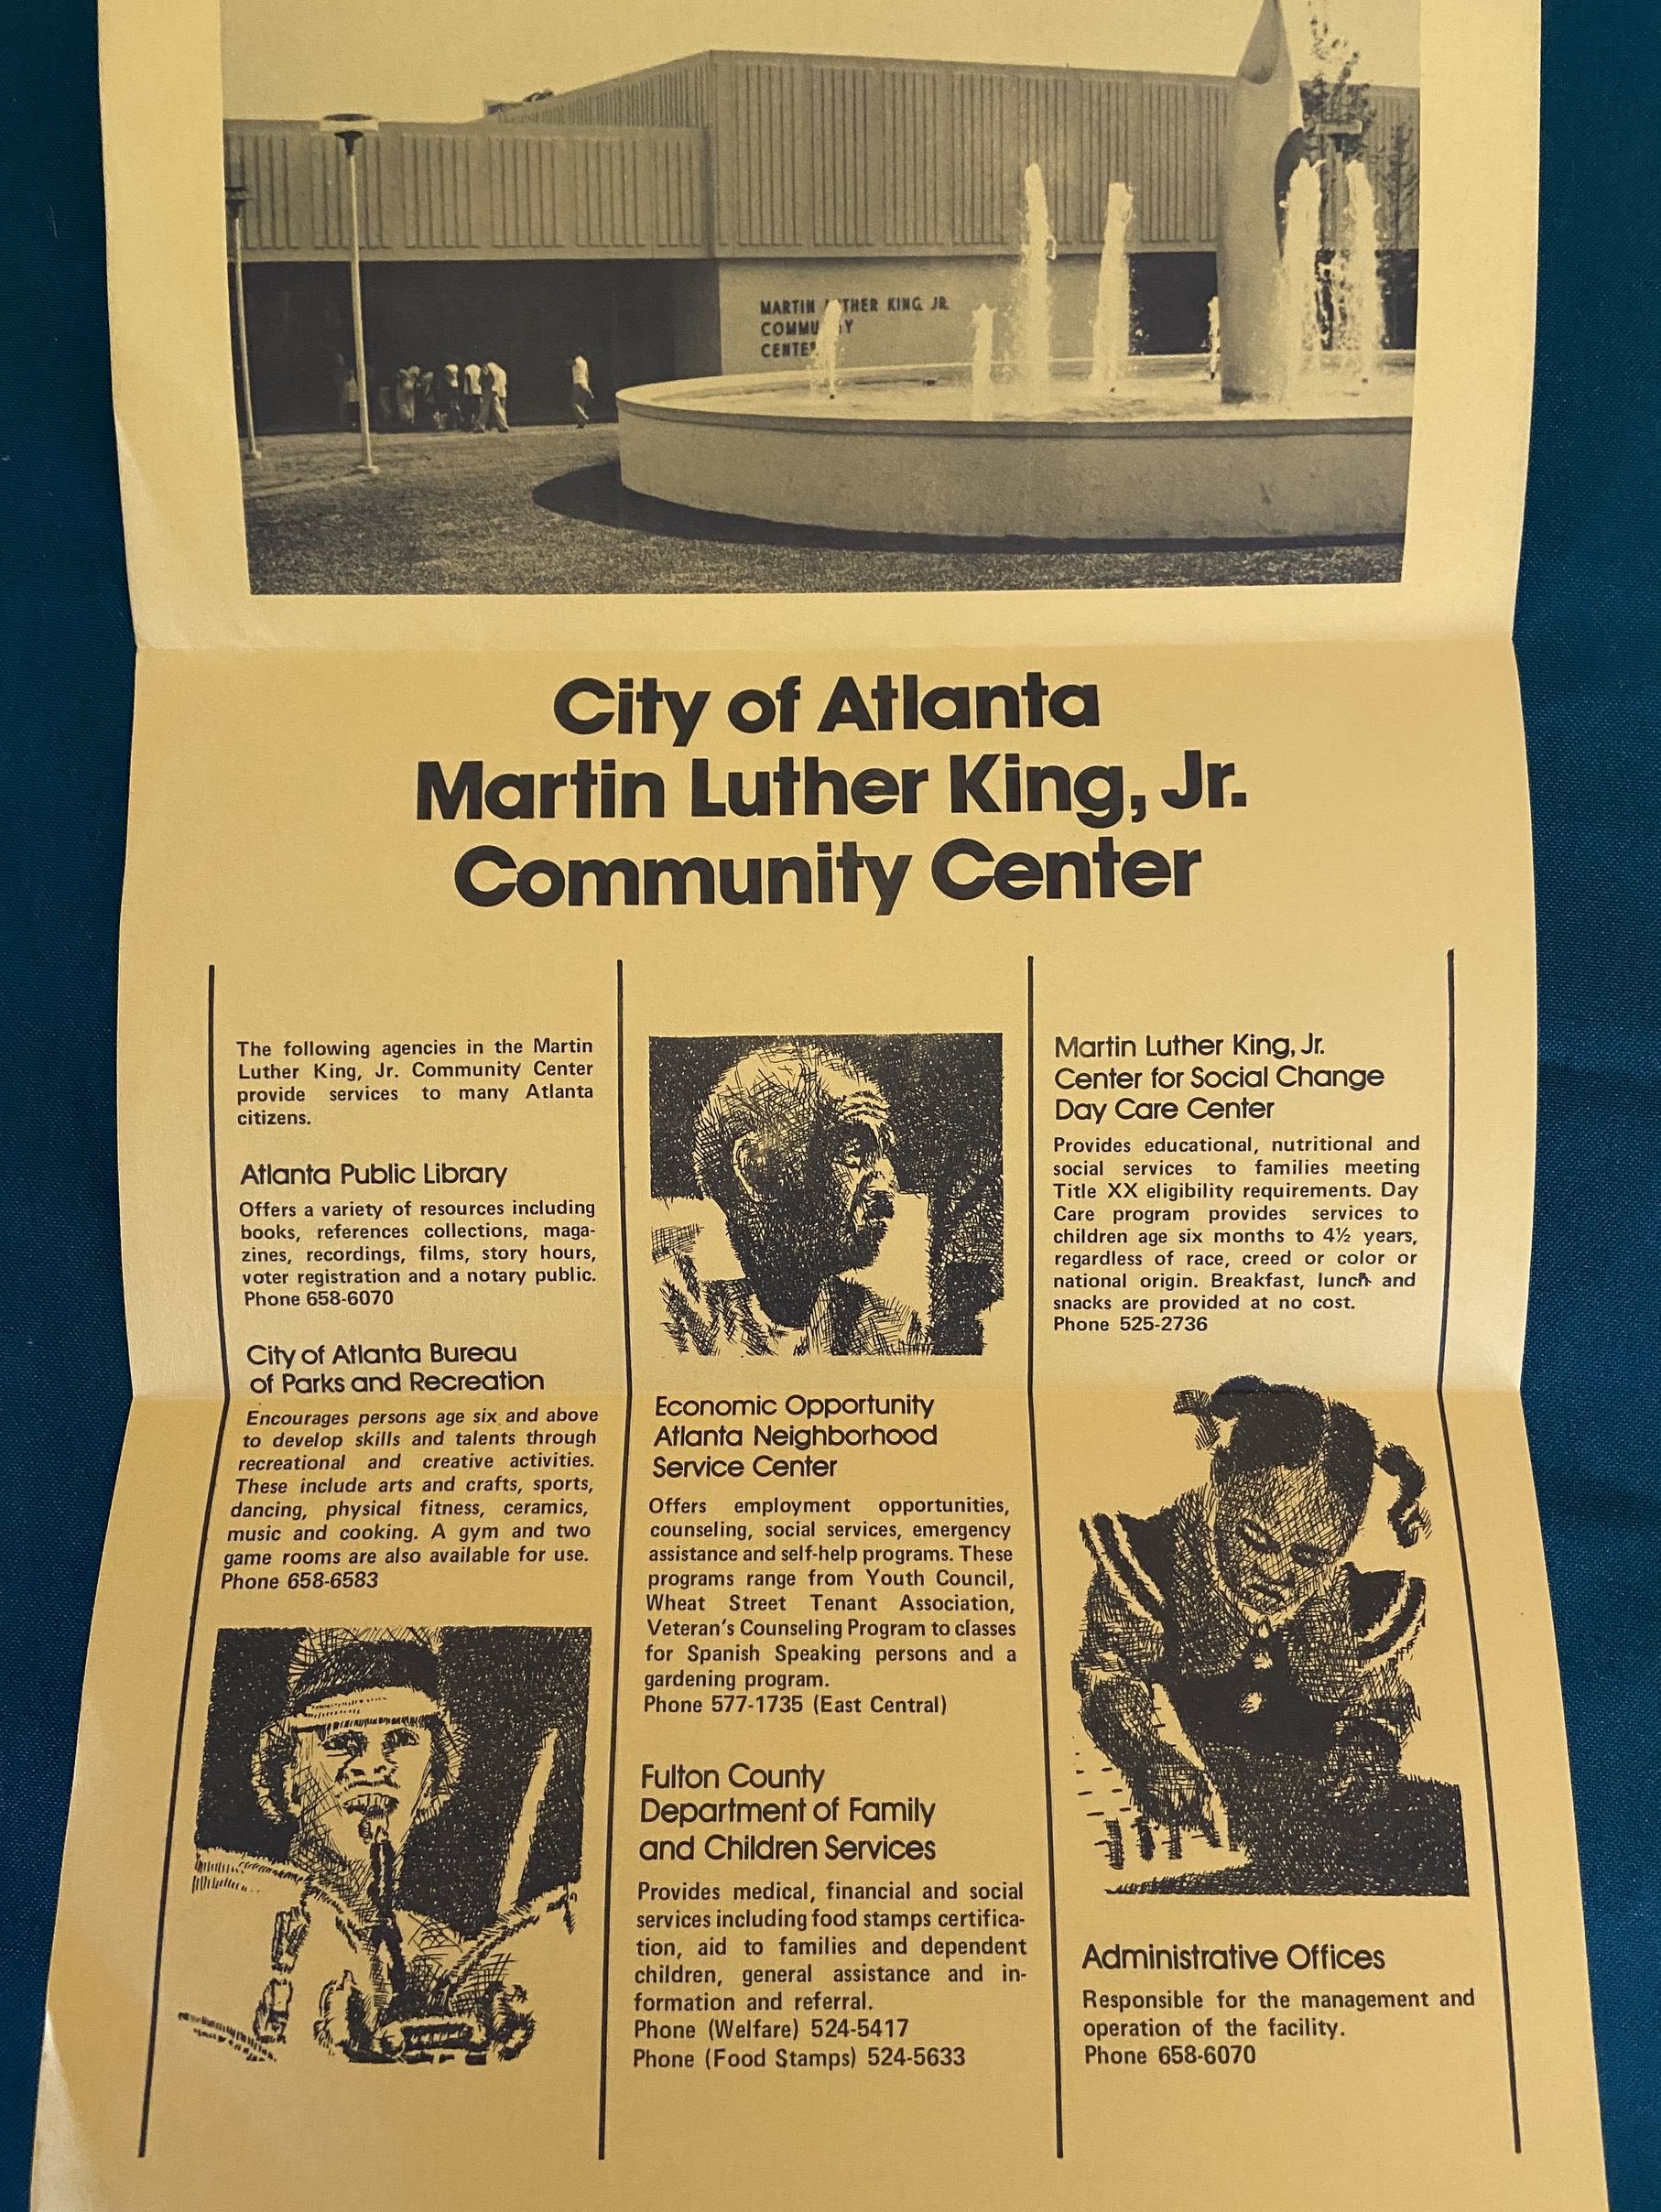 MARTIN LUTHER KING, JR.
COMMUNITY
CENTER
City of Atlanta
Martin Luther King, Jr.
Community Center
The following agencies in the Martin
Luther King, Jr. Community Center
provide services to many Atlanta
citizens.
Atlanta Public Library
Offers a variety of resources including
books, references collections, maga-
zines, recordings, films, story hours,
voter registration and a notary public.
Phone 658-6070
City of Atlanta Bureau
of Parks and Recreation
Encourages persons age six and above
to develop skills and talents through
recreational and creative activities.
These include arts and crafts, sports,
dancing, physical fitness, ceramics,
music and cooking. A gym and two
game rooms are also available for use.
Phone 658-6583
Economic Opportunity
Atlanta Neighborhood
Service Center
Offers employment opportunities,
counseling, social services, emergency
assistance and self-help programs. These
programs range from Youth Council,
Wheat Street Tenant Association,
Veteran's Counseling Program to classes
for Spanish Speaking persons and a
gardening program.
Phone 577-1735 (East Central)
Fulton County
Department of Family
and Children Services
Provides medical, financial and social
services including food stamps certifica-
tion, aid to families and dependent
children, general assistance and in-
formation and referral.
Phone (Welfare) 524-5417
Phone (Food Stamps) 524-5633
Martin Luther King, Jr.
Center for Social Change
Day Care Center
Provides educational, nutritional and
social services to families meeting
Title XX eligibility requirements. Day
Care program provides services to
children age six months to 4½ years,
regardless of race, creed or color or
national origin. Breakfast, lunch and
snacks are provided at no cost.
Phone 525-2736
Administrative Offices
Responsible for the management and
operation of the facility.
Phone 658-6070